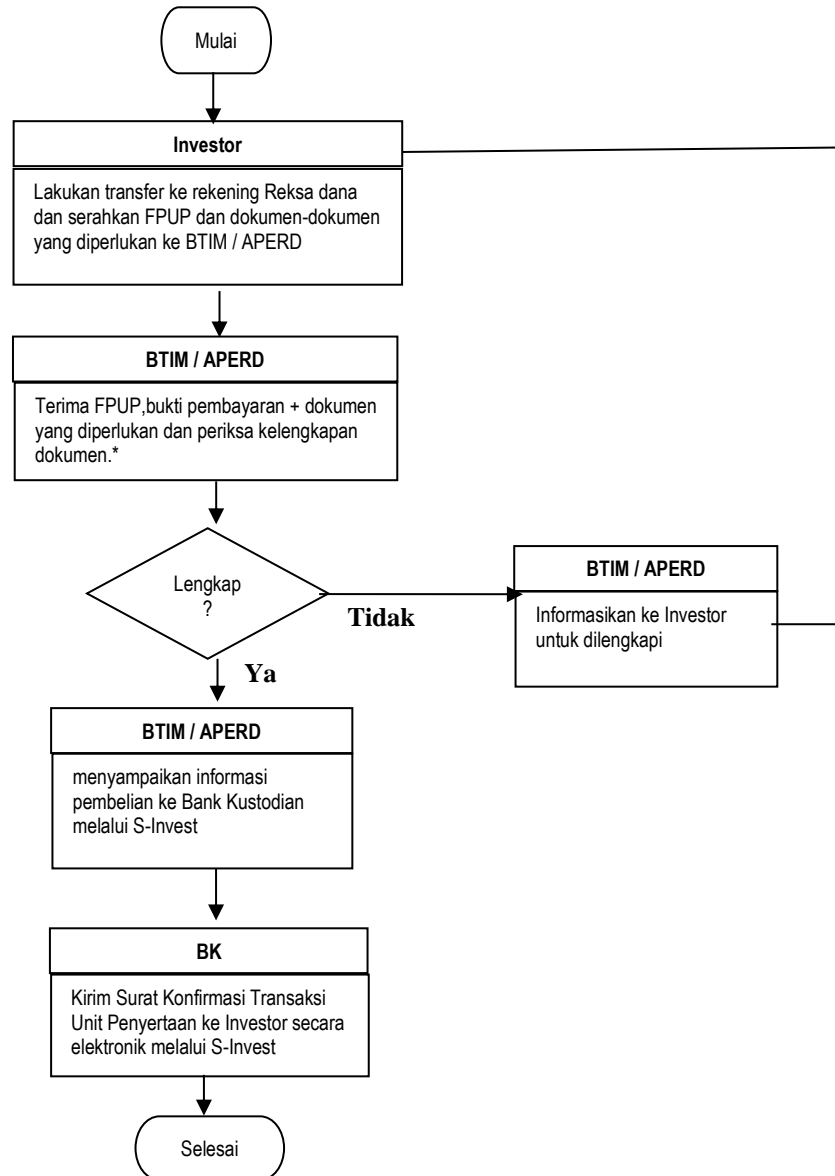 Mulai
Investor
Lakukan transfer ke rekening Reksa dana
dan serahkan FPUP dan dokumen-dokumen
yang diperlukan ke BTIM / APERD
BTIM / APERD
Terima FPUP,bukti pembayaran + dokumen
yang diperlukan dan periksa kelengkapan
dokumen.*
Lengkap
?
Tidak
BTIM / APERD
Informasikan ke Investor
untuk dilengkapi
Ya
BTIM / APERD
menyampaikan informasi
pembelian ke Bank Kustodian
melalui S-Invest
BK
Kirim Surat Konfirmasi Transaksi
Unit Penyertaan ke Investor secara
elektronik melalui S-Invest
Selesai